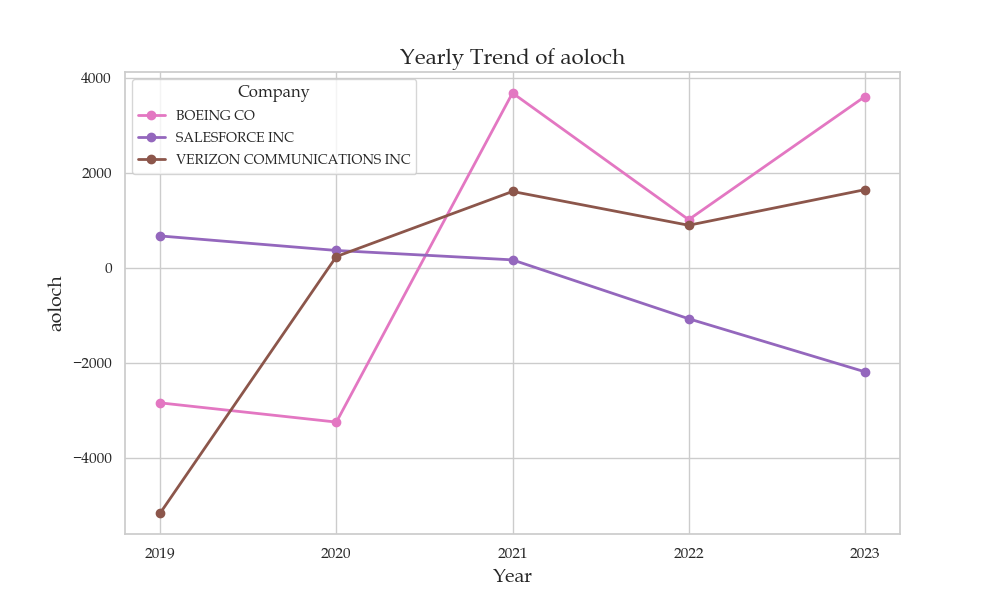 Yearly Trend of aoloch
Company
BOEING CO
SALESFORCE INC
VERIZON COMMUNICATIONS INC
aoloch
4000
2000
0
−2000
−4000
2019 2020 2021 2022 2023
Year